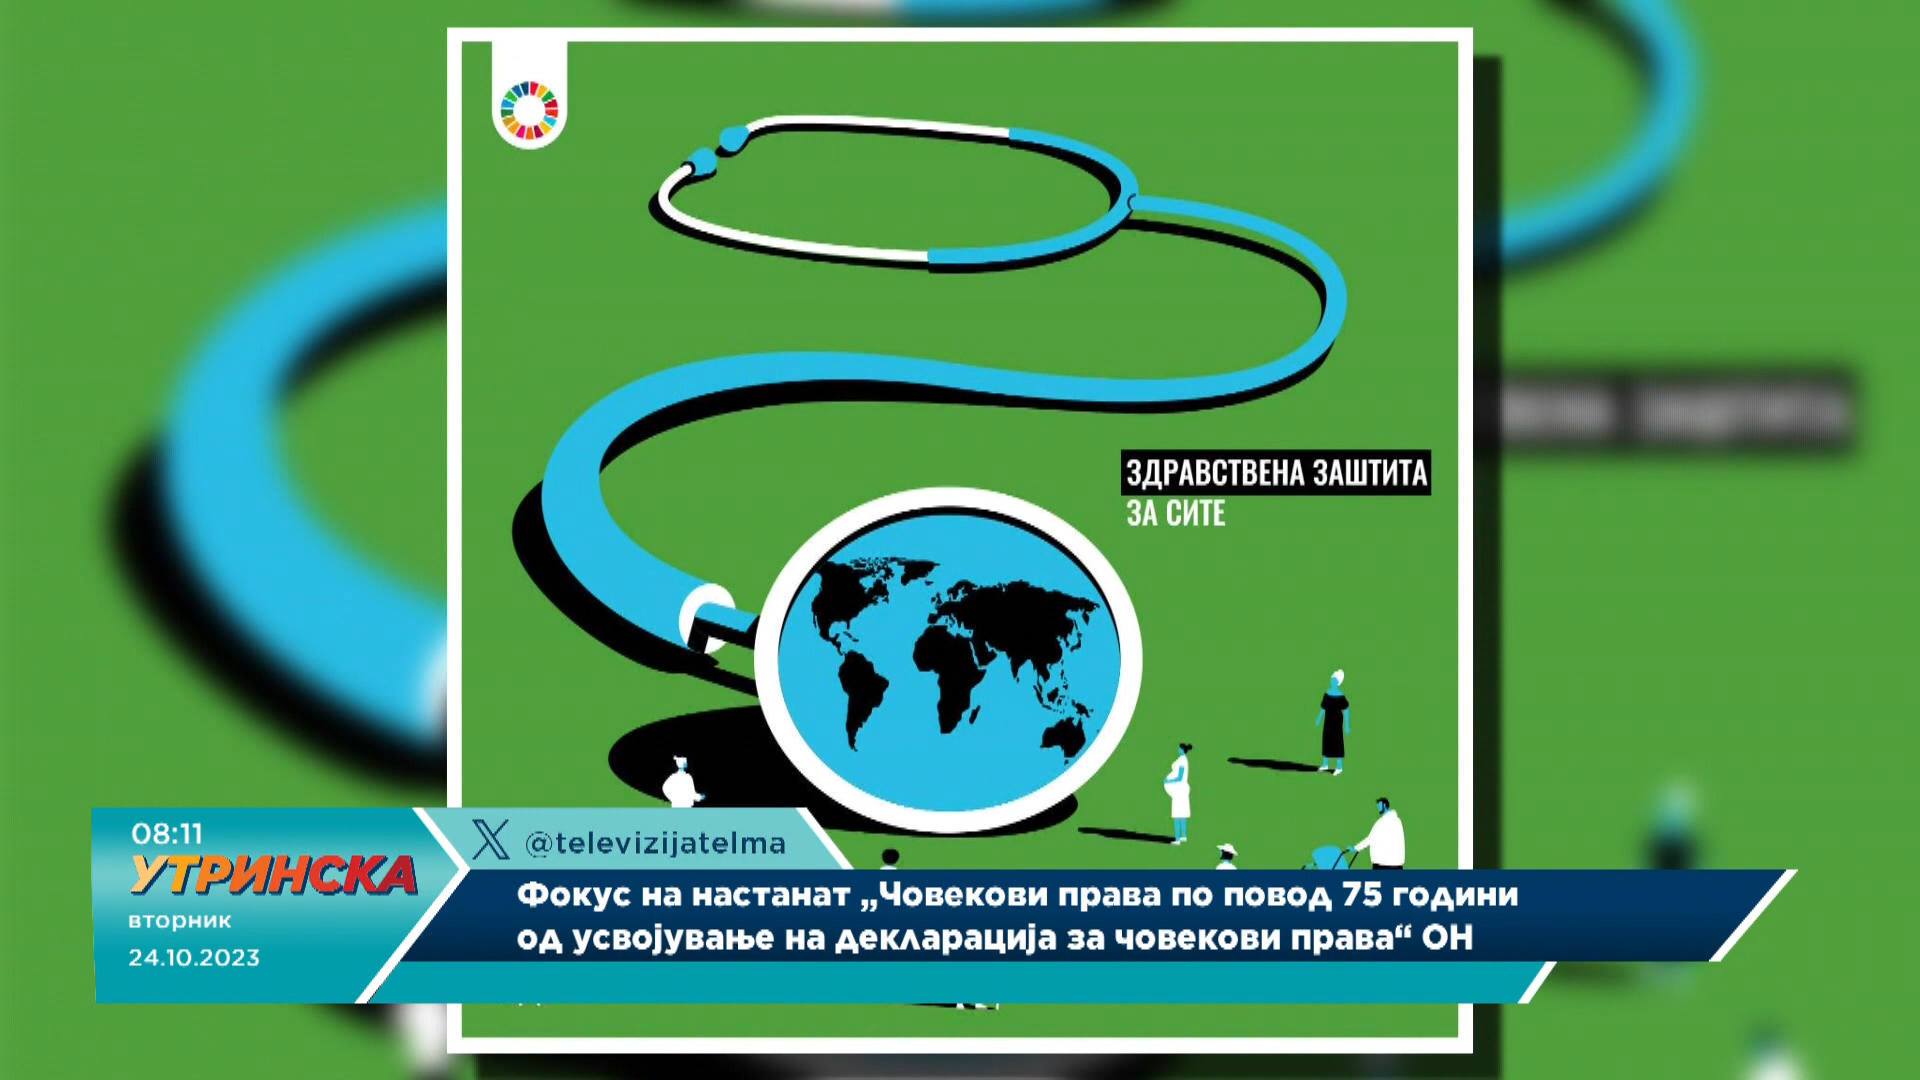 ЗДРАВСТВЕНА ЗАШТИТА
ЗА СИТЕ
08:11
УТРИНСКА
вторник
24.10.2023
@televizijatelma
Фокус на настанат „Човекови права по повод 75 години
од усвојување на декларација за човекови права“ ОН